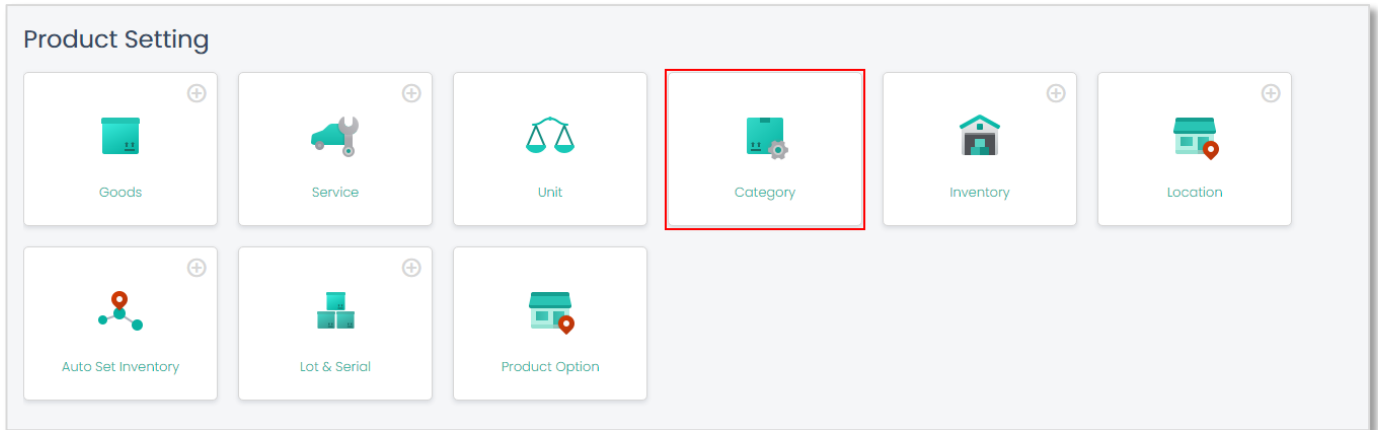 Product Setting
Goods
Service
Unit
Category
Inventory
Location
Auto Set Inventory
Lot & Serial
Product Option